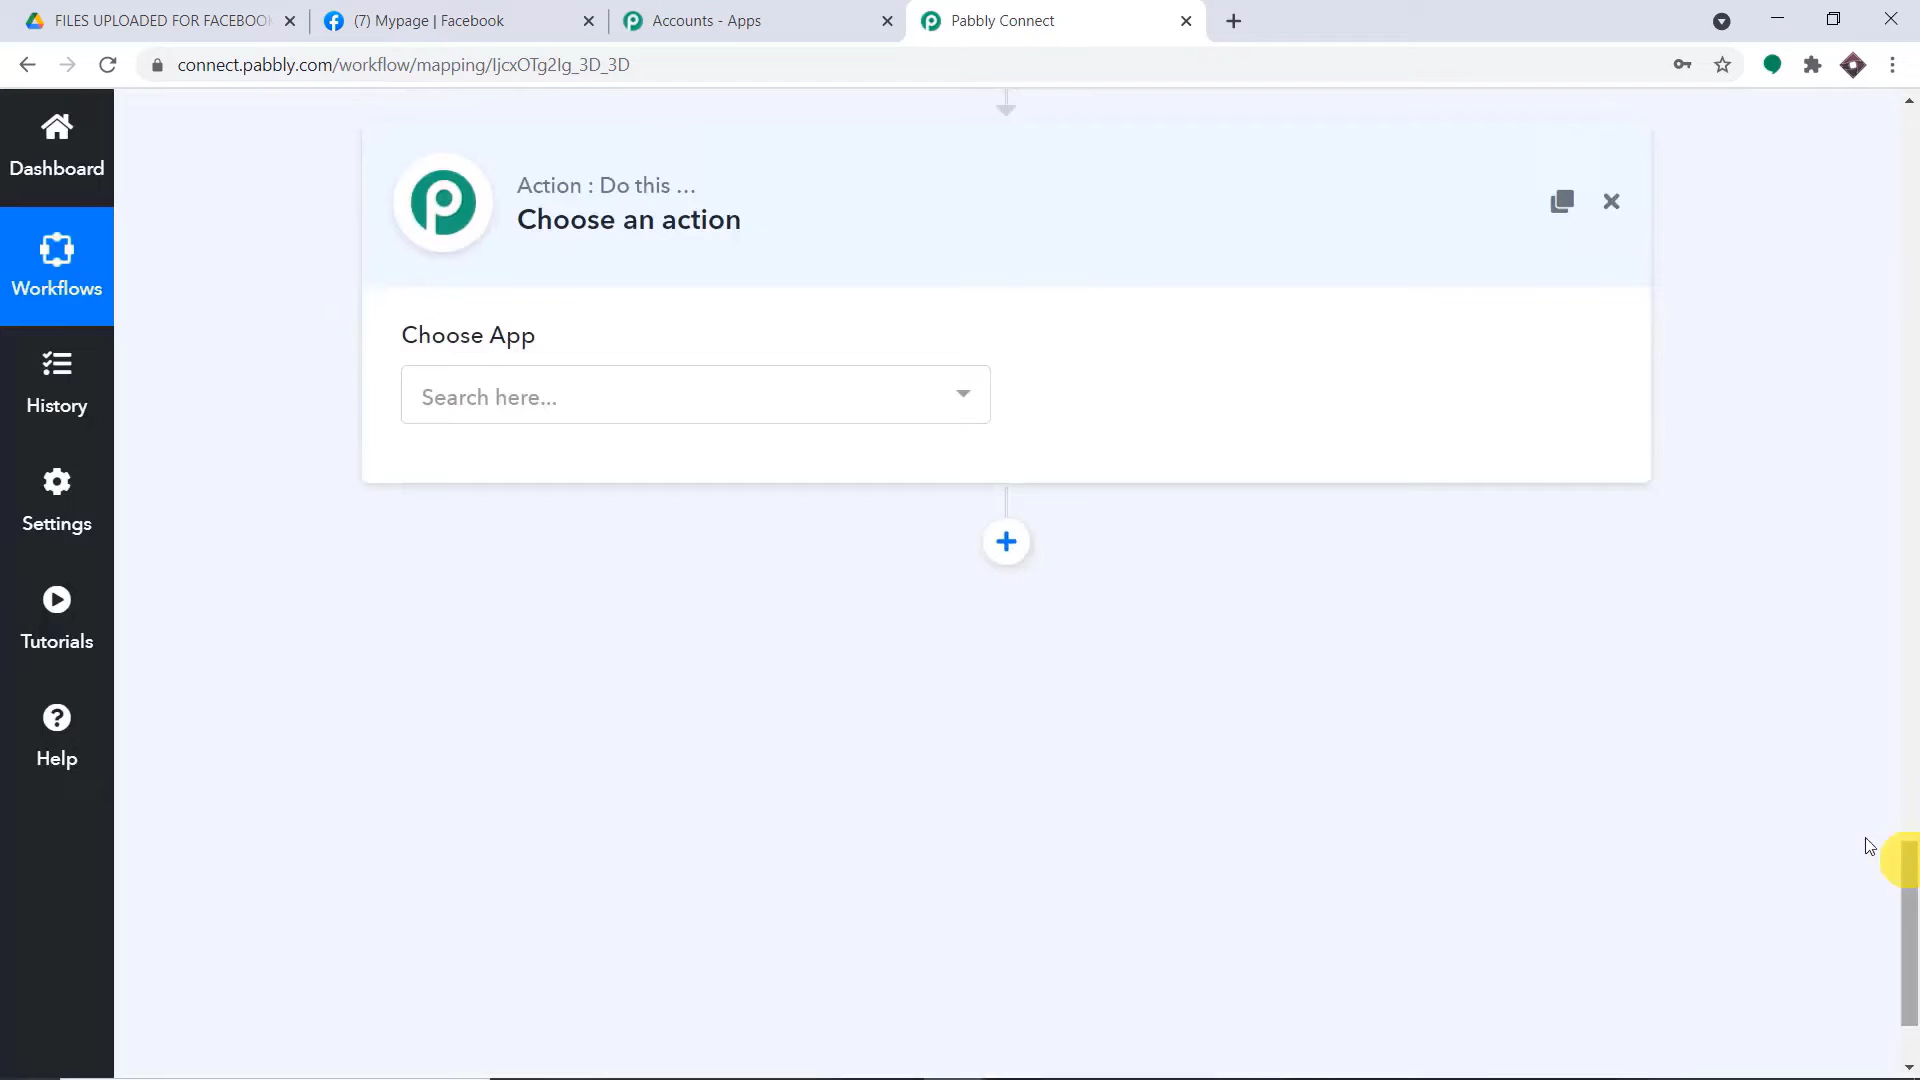 FILES UPLOADED FOR FACEBOOK
(7) Mypage | Facebook
Accounts - Apps
Pabbly Connect
connect.pabbly.com/workflow/mapping/IjcxOTg2Ig_3D_3D
Dashboard
Workflows
History
Settings
Tutorials
Help
Action : Do this ...
Choose an action
Choose App
Search here...